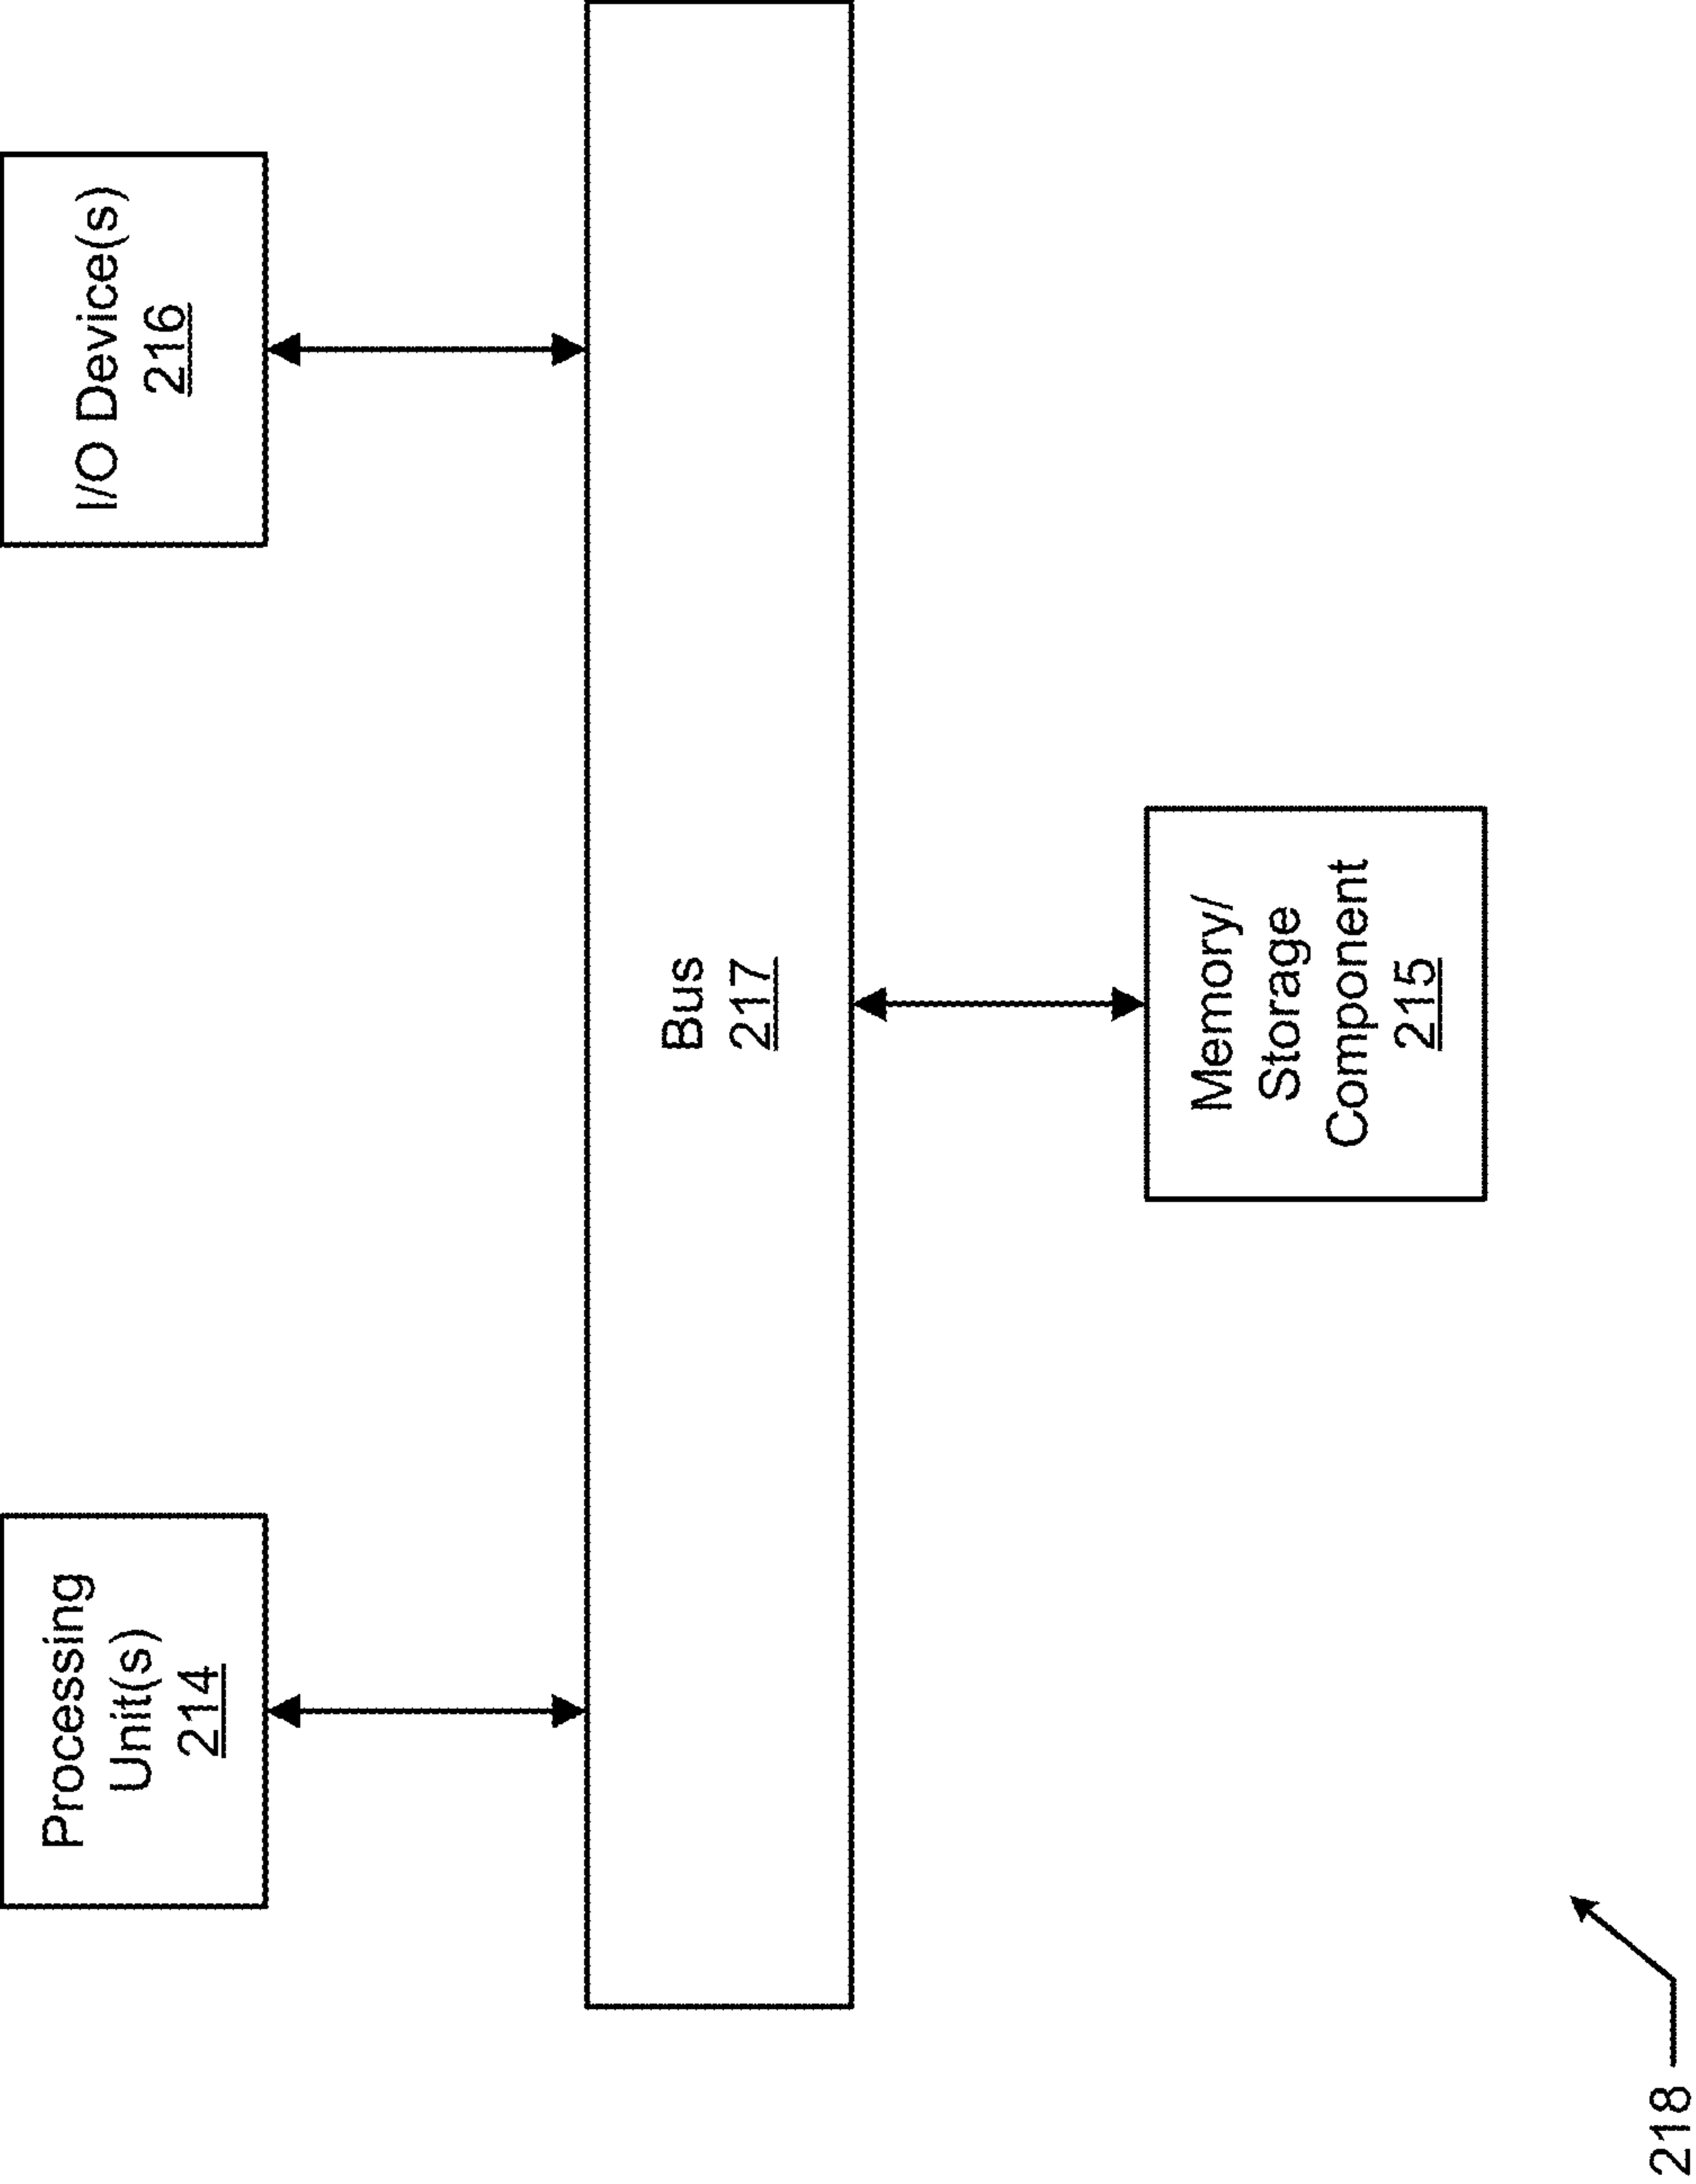 Processing
Unit(s)
214
I/O Device(s)
216
Bus
217
Memory/
Storage
Component
215
218